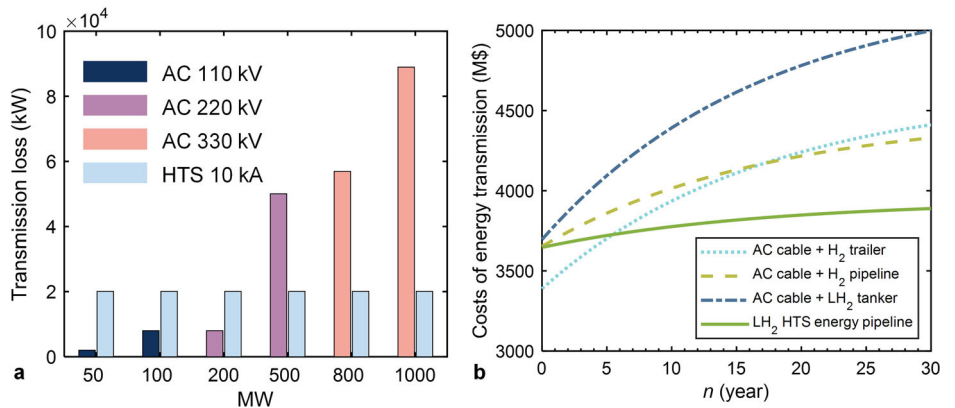 ×10⁴
10
8
6
4
2
0
Transmission loss (kW)
AC 110 kV
AC 220 kV
AC 330 kV
HTS 10 kA
50 100 200 500 800 1000
MW
a
5000
4500
4000
3500
3000
Costs of energy transmission (M$)
AC cable + H₂ trailer
AC cable + H₂ pipeline
AC cable + LH₂ tanker
LH₂ HTS energy pipeline
0 5 10 15 20 25 30
n (year)
b